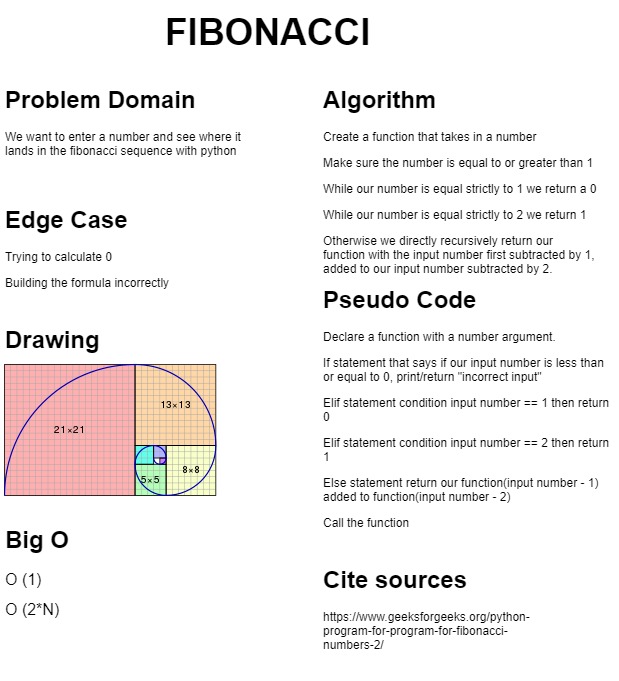 FIBONACCI
Problem Domain
We want to enter a number and see where it
lands in the fibonacci sequence with python
Edge Case
Trying to calculate 0
Building the formula incorrectly
Drawing
21×21
13×13
8×8
5×5
Big O
O (1)
O (2*N)
Algorithm
Create a function that takes in a number
Make sure the number is equal to or greater than 1
While our number is equal strictly to 1 we return a 0
While our number is equal strictly to 2 we return 1
Otherwise we directly recursively return our
function with the input number first subtracted by 1,
added to our input number subtracted by 2.
Pseudo Code
Declare a function with a number argument.
If statement that says if our input number is less than
or equal to 0, print/return "incorrect input"
Elif statement condition input number == 1 then return
0
Elif statement condition input number == 2 then return
1
Else statement return our function(input number - 1)
added to function(input number - 2)
Call the function
Cite sources
https://www.geeksforgeeks.org/python-
program-for-program-for-fibonacci-
numbers-2/